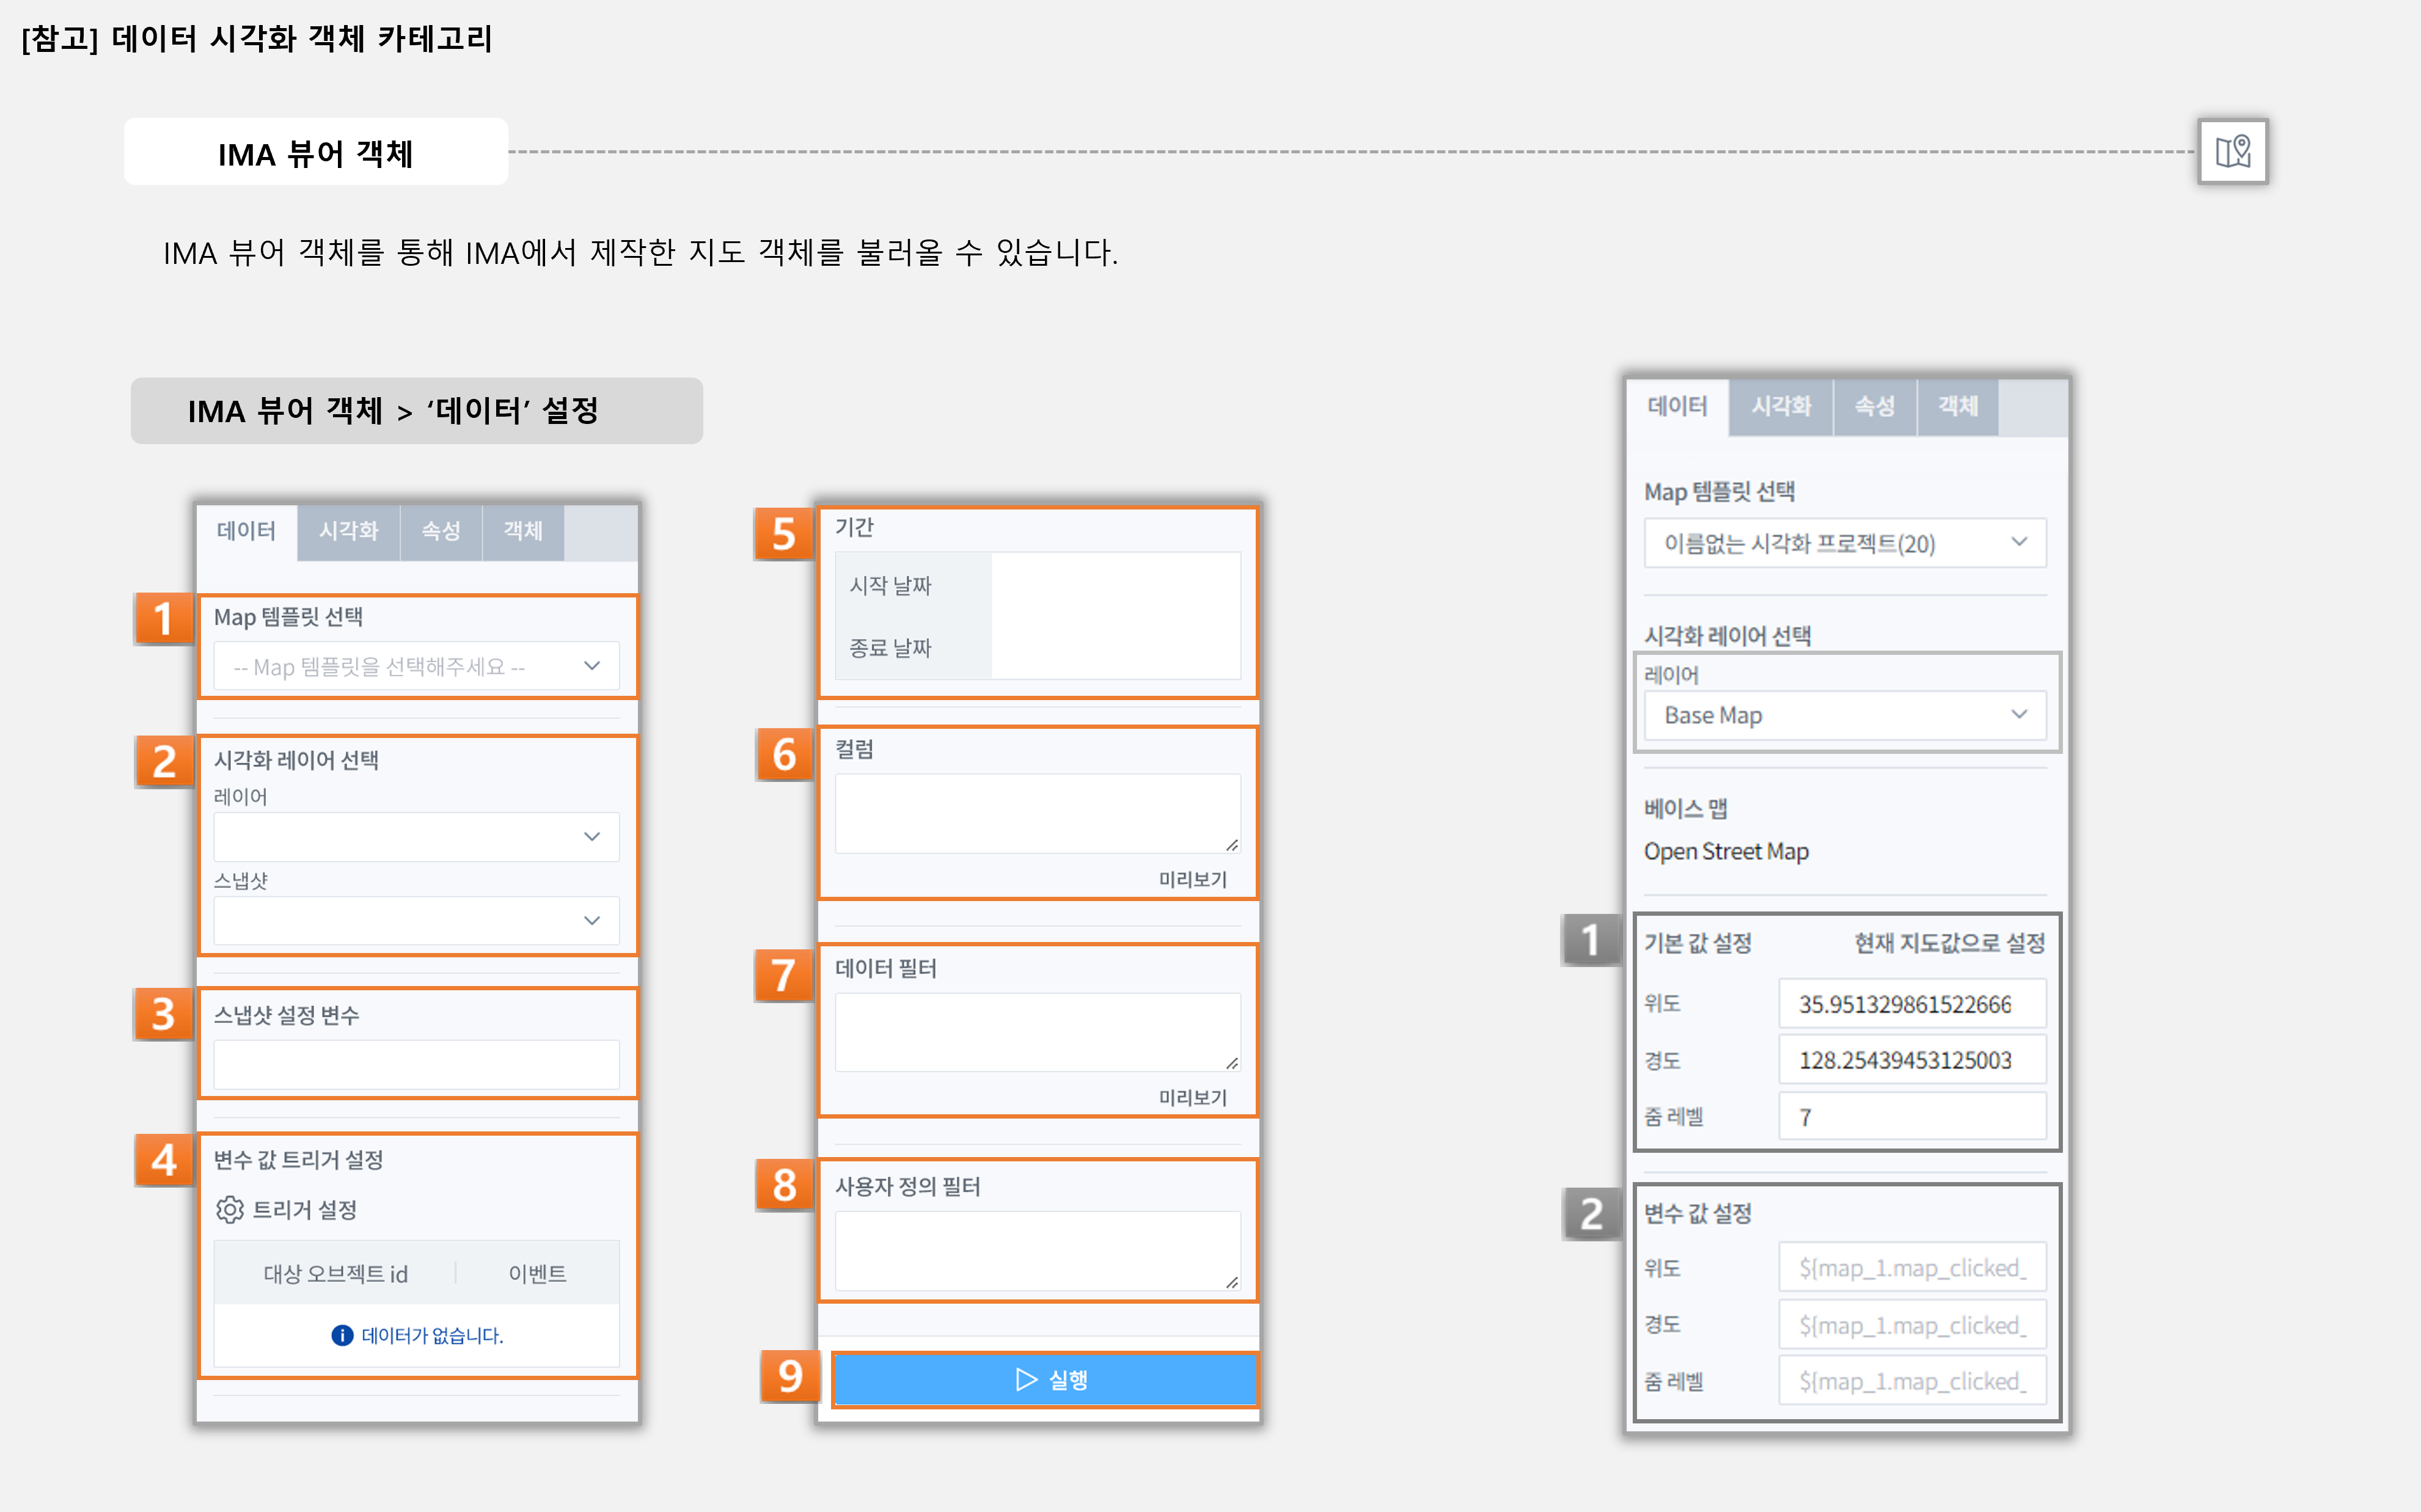 [참고] 데이터 시각화 객체 카테고리
IMA 뷰어 객체
IMA 뷰어 객체를 통해 IMA에서 제작한 지도 객체를 불러올 수 있습니다.
IMA 뷰어 객체 > ‘데이터’ 설정
데이터 시각화 속성 객체
1
Map 템플릿 선택
-- Map 템플릿을 선택해주세요 --
2
시각화 레이어 선택
레이어
스냅샷
3
스냅샷 설정 변수
4
변수 값 트리거 설정
트리거 설정
대상 오브젝트 id 이벤트
데이터가 없습니다.
5
기간
시작 날짜
종료 날짜
6
컬럼
미리보기
7
데이터 필터
미리보기
8
사용자 정의 필터
9
실행
데이터 시각화 속성 객체
Map 템플릿 선택
이름없는 시각화 프로젝트(20)
시각화 레이어 선택
레이어
Base Map
베이스 맵
Open Street Map
1
기본 값 설정 현재 지도값으로 설정
위도 35.951329861522666
경도 128.25439453125003
줌 레벨 7
2
변수 값 설정
위도 ${map_1.map_clicked_
경도 ${map_1.map_clicked_
줌 레벨 ${map_1.map_clicked_